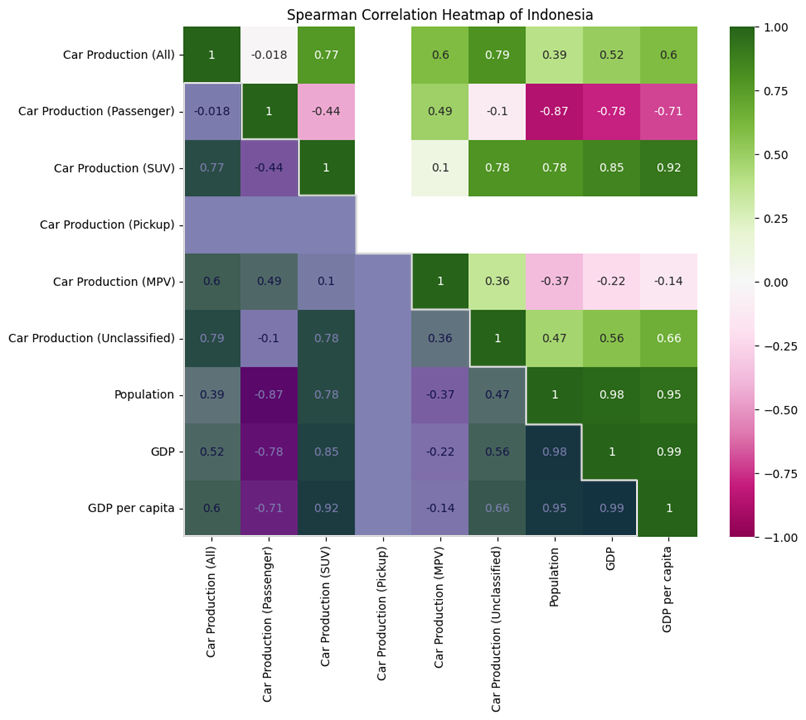 Spearman Correlation Heatmap of Indonesia
Car Production (All) 1 -0.018 0.77 0.6 0.79 0.39 0.52 0.6
Car Production (Passenger) -0.018 1 -0.44 0.49 -0.1 -0.87 -0.78 -0.71
Car Production (SUV) 0.77 -0.44 1 0.1 0.78 0.78 0.85 0.92
Car Production (Pickup)
Car Production (MPV) 0.6 0.49 0.1 1 0.36 -0.37 -0.22 -0.14
Car Production (Unclassified) 0.79 -0.1 0.78 0.36 1 0.47 0.56 0.66
Population 0.39 -0.87 0.78 -0.37 0.47 1 0.98 0.95
GDP 0.52 -0.78 0.85 -0.22 0.56 0.98 1 0.99
GDP per capita 0.6 -0.71 0.92 -0.14 0.66 0.95 0.99 1
Car Production (All)
Car Production (Passenger)
Car Production (SUV)
Car Production (Pickup)
Car Production (MPV)
Car Production (Unclassified)
Population
GDP
GDP per capita
1.00
0.75
0.50
0.25
0.00
−0.25
−0.50
−0.75
−1.00